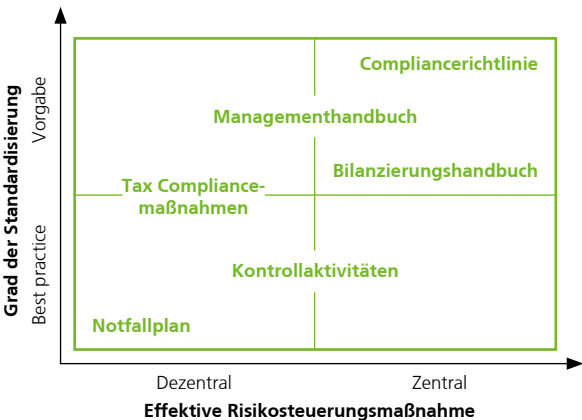 Grad der Standardisierung
Vorgabe
Best practice
Compliancerichtlinie
Managementhandbuch
Bilanzierungshandbuch
Tax Compliance-
maßnahmen
Kontrollaktivitäten
Notfallplan
Dezentral
Zentral
Effektive Risikosteuerungsmaßnahme